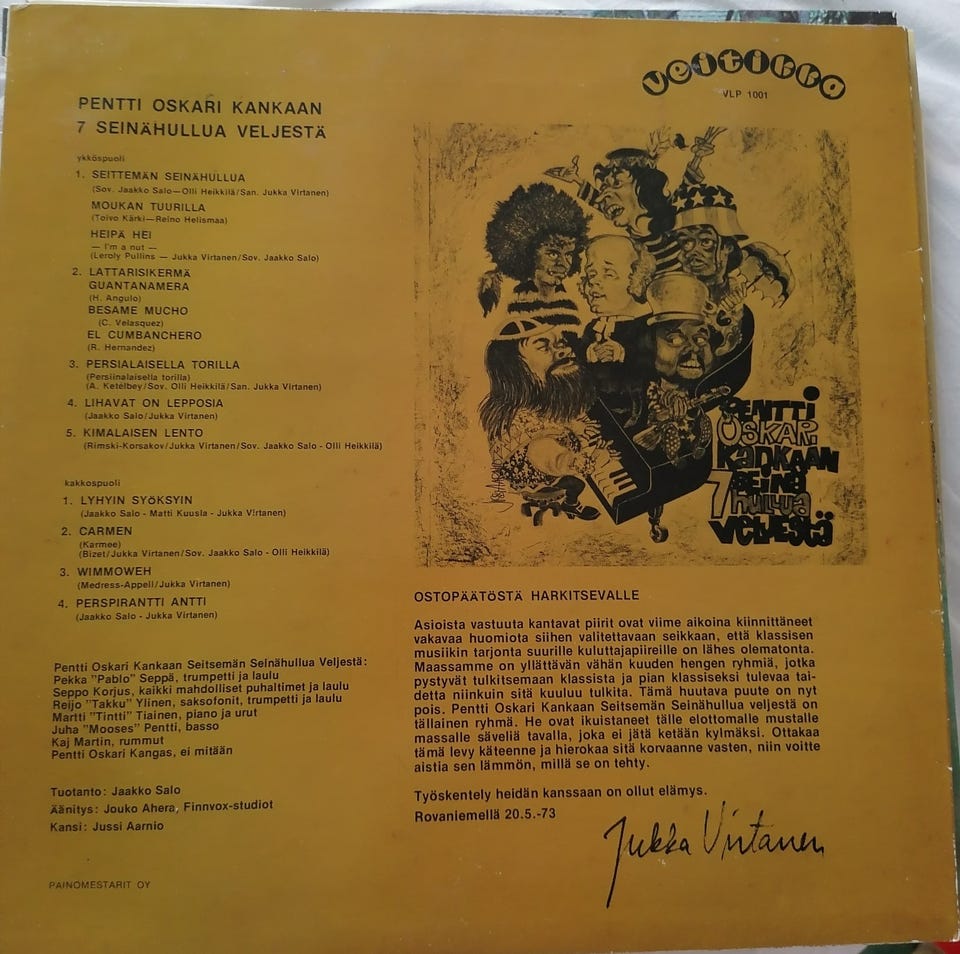 veitikka
VLP 1001
PENTTI OSKARI KANKAAN
7 SEINÄHULLUA VELJESTÄ
ykköspuoli
1. SEITTEMÄN SEINÄHULLUA
(Sov. Jaakko Salo—Olli Heikkilä/San. Jukka Virtanen)
MOUKAN TUURILLA
(Toivo Kärki—Reino Helismaa)
HEIPÄ HEI
— I'm a nut —
(Leroly Pullins — Jukka Virtanen/Sov. Jaakko Salo)
2. LATTARISIKERMÄ
GUANTANAMERA
(H. Angulo)
BESAME MUCHO
(C. Velasquez)
EL CUMBANCHERO
(R. Hernandez)
3. PERSIALAISELLA TORILLA
(Persiinalaisella torilla)
(A. Ketèlbey/Sov. Olli Heikkilä/San. Jukka Virtanen)
4. LIHAVAT ON LEPPOSIA
(Jaakko Salo/Jukka Virtanen)
5. KIMALAISEN LENTO
(Rimski-Korsakov/Jukka Virtanen/Sov. Jaakko Salo - Olli Heikkilä)
kakkospuoli
1. LYHYIN SYÖKSYIN
(Jaakko Salo - Matti Kuusla - Jukka Virtanen)
2. CARMEN
(Karmee)
(Bizet/Jukka Virtanen/Sov. Jaakko Salo - Olli Heikkilä)
3. WIMMOWEH
(Medress-Appell/Jukka Virtanen)
4. PERSPIRANTTI ANTTI
(Jaakko Salo - Jukka Virtanen)
Pentti Oskari Kankaan Seitsemän Seinähullua Veljestä:
Pekka "Pablo" Seppä, trumpetti ja laulu
Seppo Korjus, kaikki mahdolliset puhaltimet ja laulu
Reijo "Takku" Ylinen, saksofonit, trumpetti ja laulu
Martti "Tintti" Tiainen, piano ja urut
Juha "Mooses" Pentti, basso
Kaj Martin, rummut
Pentti Oskari Kangas, ei mitään
Tuotanto: Jaakko Salo
Äänitys: Jouko Ahera, Finnvox-studiot
Kansi: Jussi Aarnio
PAINOMESTARIT OY
PENTTI
OSKARI
KANKAAN
7 SEINÄ
HULLUA
VELJESTÄ
OSTOPÄÄTÖSTÄ HARKITSEVALLE
Asioista vastuuta kantavat piirit ovat viime aikoina kiinnittäneet
vakavaa huomiota siihen valitettavaan seikkaan, että klassisen
musiikin tarjonta suurille kuluttajapiireille on lähes olematonta.
Maassamme on yllättävän vähän kuuden hengen ryhmiä, jotka
pystyvät tulkitsemaan klassista ja pian klassiseksi tulevaa tai-
detta niinkuin sitä kuuluu tulkita. Tämä huutava puute on nyt
pois. Pentti Oskari Kankaan Seitsemän Seinähullua veljestä on
tällainen ryhmä. He ovat ikuistaneet tälle elottomalle mustalle
massalle säveliä tavalla, joka ei jätä ketään kylmäksi. Ottakaa
tämä levy käteenne ja hierokaa sitä korvaanne vasten, niin voitte
aistia sen lämmön, millä se on tehty.
Työskentely heidän kanssaan on ollut elämys.
Rovaniemellä 20.5.-73
Jukka Virtanen